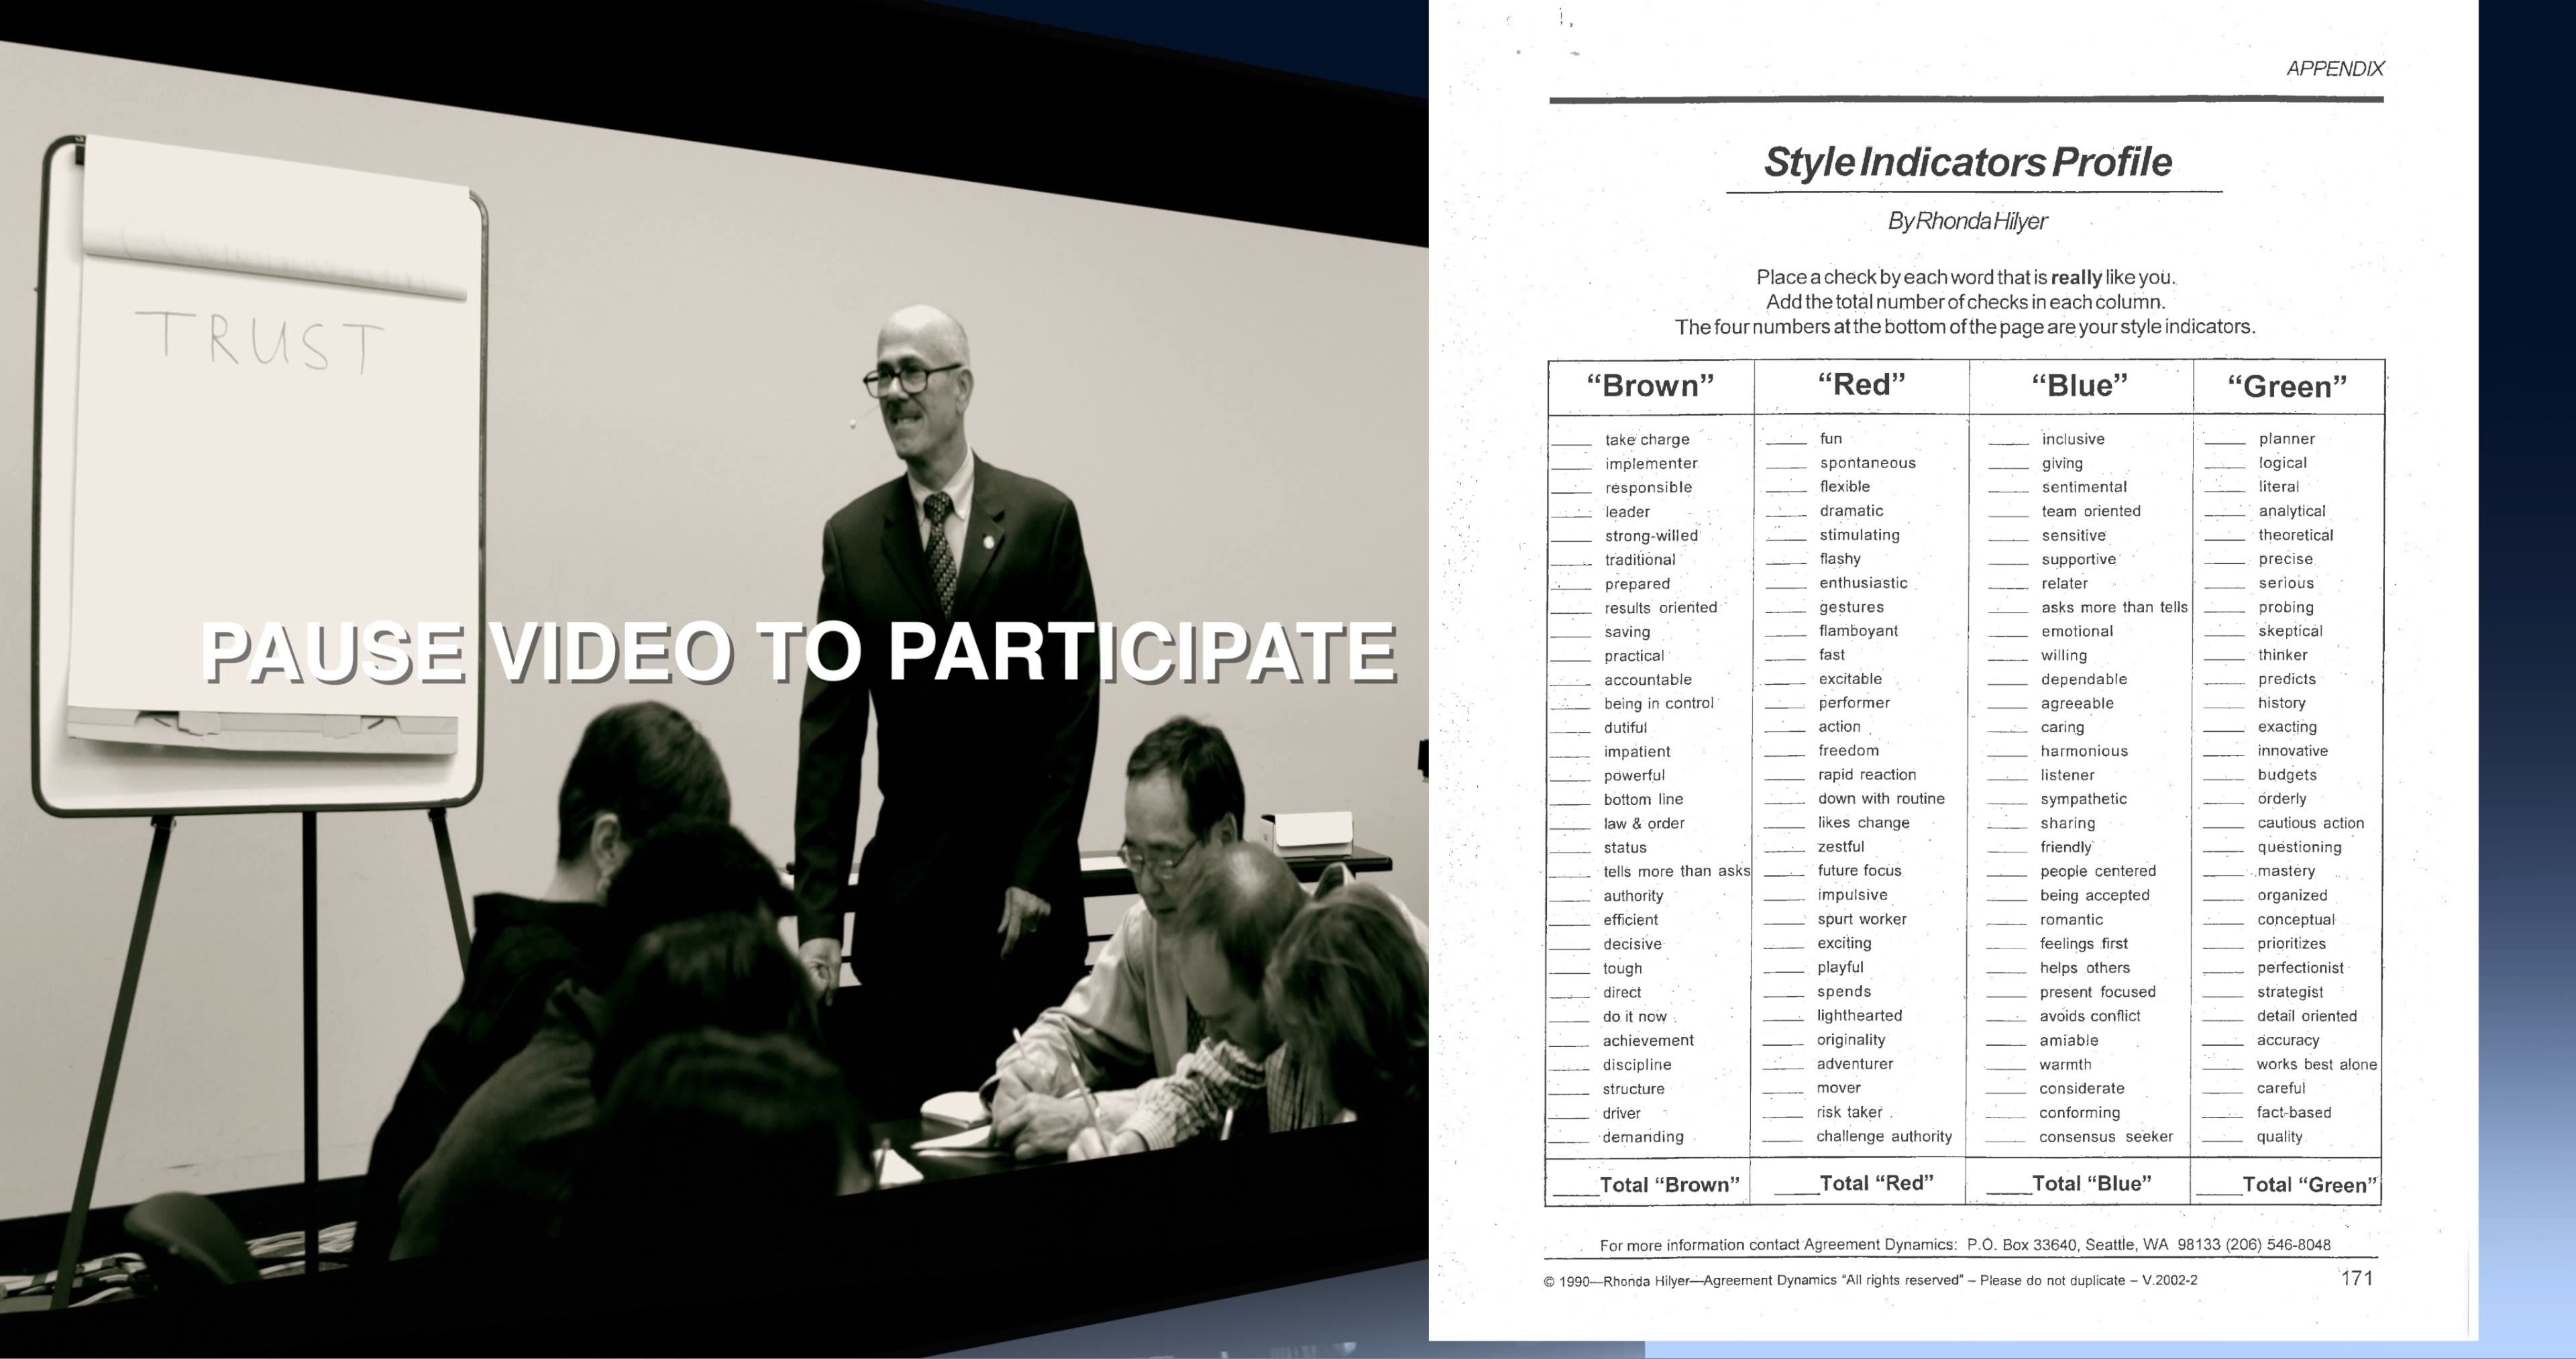 TRUST
PAUSE VIDEO TO PARTICIPATE
APPENDIX
Style Indicators Profile
By Rhonda Hilyer
Place a check by each word that is really like you.
Add the total number of checks in each column.
The four numbers at the bottom of the page are your style indicators.
“Brown” “Red” “Blue” “Green”
take charge fun inclusive planner
implementer spontaneous giving logical
responsible flexible sentimental literal
leader dramatic team oriented analytical
strong-willed stimulating sensitive theoretical
traditional flashy supportive precise
prepared enthusiastic relater serious
results oriented gestures asks more than tells probing
saving flamboyant emotional skeptical
practical fast willing thinker
accountable excitable dependable predicts
being in control performer agreeable history
dutiful action caring exacting
impatient freedom harmonious innovative
powerful rapid reaction listener budgets
bottom line down with routine sympathetic orderly
law & order likes change sharing cautious action
status zestful friendly questioning
tells more than asks future focus people centered mastery
authority impulsive being accepted organized
efficient spurt worker romantic conceptual
decisive exciting feelings first prioritizes
tough playful helps others perfectionist
direct spends present focused strategist
do it now lighthearted avoids conflict detail oriented
achievement originality amiable accuracy
discipline adventurer warmth works best alone
structure mover considerate careful
driver risk taker conforming fact-based
demanding challenge authority consensus seeker quality
Total “Brown” Total “Red” Total “Blue” Total “Green”
For more information contact Agreement Dynamics: P.O. Box 33640, Seattle, WA 98133 (206) 546-8048
© 1990—Rhonda Hilyer—Agreement Dynamics “All rights reserved” – Please do not duplicate – V.2002-2 171